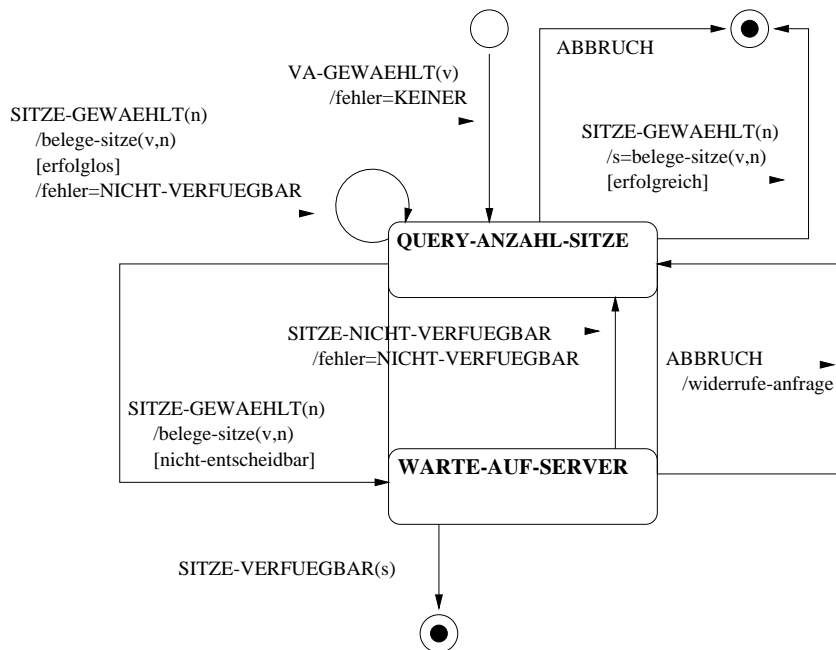 ABBRUCH
VA-GEWAEHLT(v)
/fehler=KEINER
SITZE-GEWAEHLT(n)
/belege-sitze(v,n)
[erfolglos]
/fehler=NICHT-VERFUEGBAR
SITZE-GEWAEHLT(n)
/s=belege-sitze(v,n)
[erfolgreich]
QUERY-ANZAHL-SITZE
SITZE-NICHT-VERFUEGBAR
/fehler=NICHT-VERFUEGBAR
ABBRUCH
/widerrufe-anfrage
SITZE-GEWAEHLT(n)
/belege-sitze(v,n)
[nicht-entscheidbar]
WARTE-AUF-SERVER
SITZE-VERFUEGBAR(s)